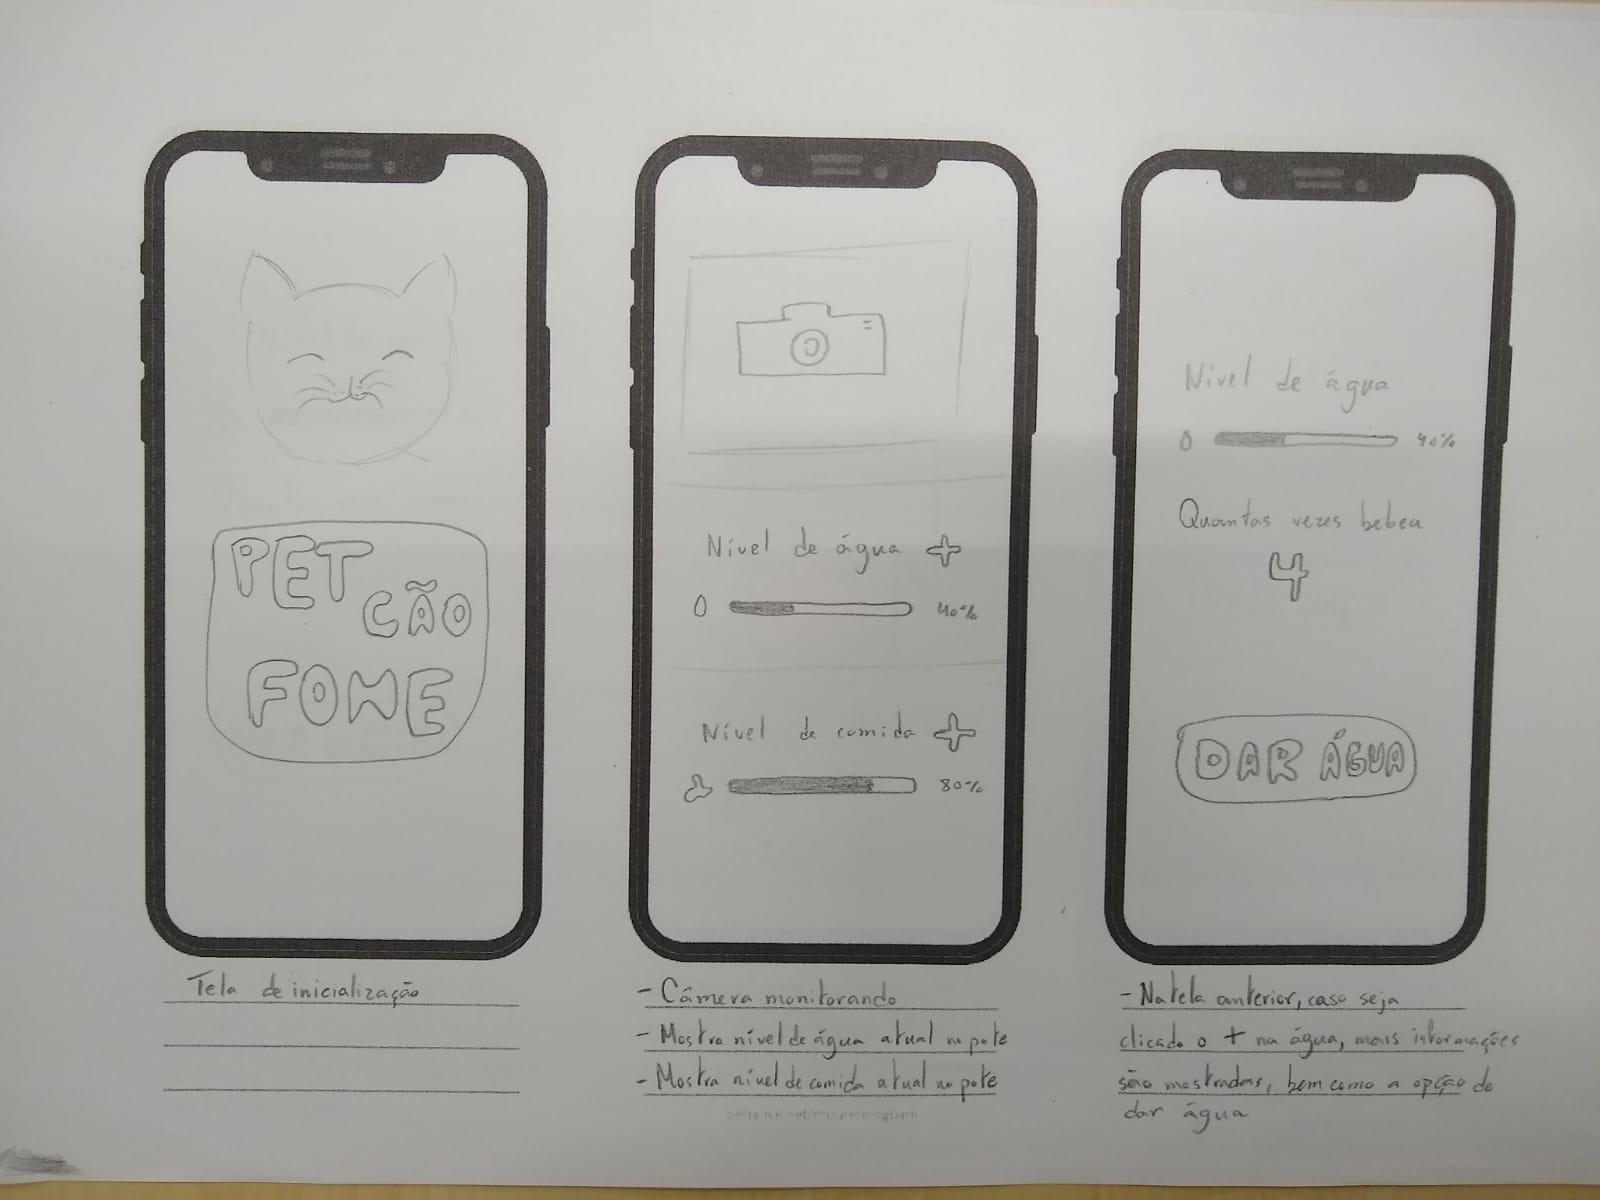 PET
CÃO
FOME
Tela de inicialização
Nível de água +
40%
Nível de comida +
80%
- Câmera monitorando
- Mostra nível de água atual no pote
- Mostra nível de comida atual no pote
Nível de água
40%
Quantas vezes bebeu
4
DAR ÁGUA
- Na tela anterior, caso seja
clicado o + na água, mais informações
são mostradas, bem como a opção de
dar água